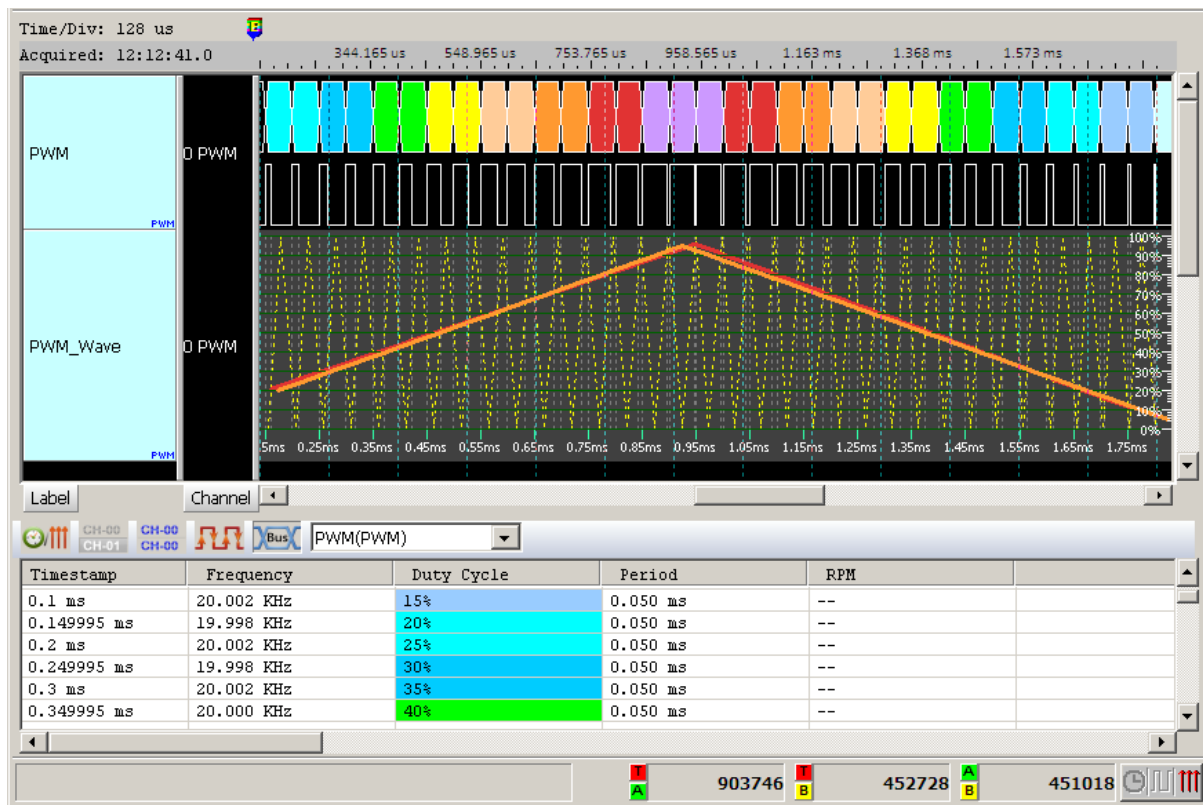 Time/Div: 128 us
B
Acquired: 12:12:41.0 344.165 us 548.965 us 753.765 us 958.565 us 1.163 ms 1.368 ms 1.573 ms
PWM 0 PWM
PWM
100%
90%
80%
70%
60%
50%
PWM_Wave 0 PWM
40%
30%
20%
10%
0%
5ms 0.25ms 0.35ms 0.45ms 0.55ms 0.65ms 0.75ms 0.85ms 0.95ms 1.05ms 1.15ms 1.25ms 1.35ms 1.45ms 1.55ms 1.65ms 1.75ms
PWM
Label Channel
CH-00 CH-01 CH-00 CH-00 Bus PWM(PWM)
Timestamp Frequency Duty Cycle Period RPM
0.1 ms 20.002 KHz 15% 0.050 ms --
0.149995 ms 19.998 KHz 20% 0.050 ms --
0.2 ms 20.002 KHz 25% 0.050 ms --
0.249995 ms 19.998 KHz 30% 0.050 ms --
0.3 ms 20.002 KHz 35% 0.050 ms --
0.349995 ms 20.000 KHz 40% 0.050 ms --
T A 903746 T B 452728 A B 451018